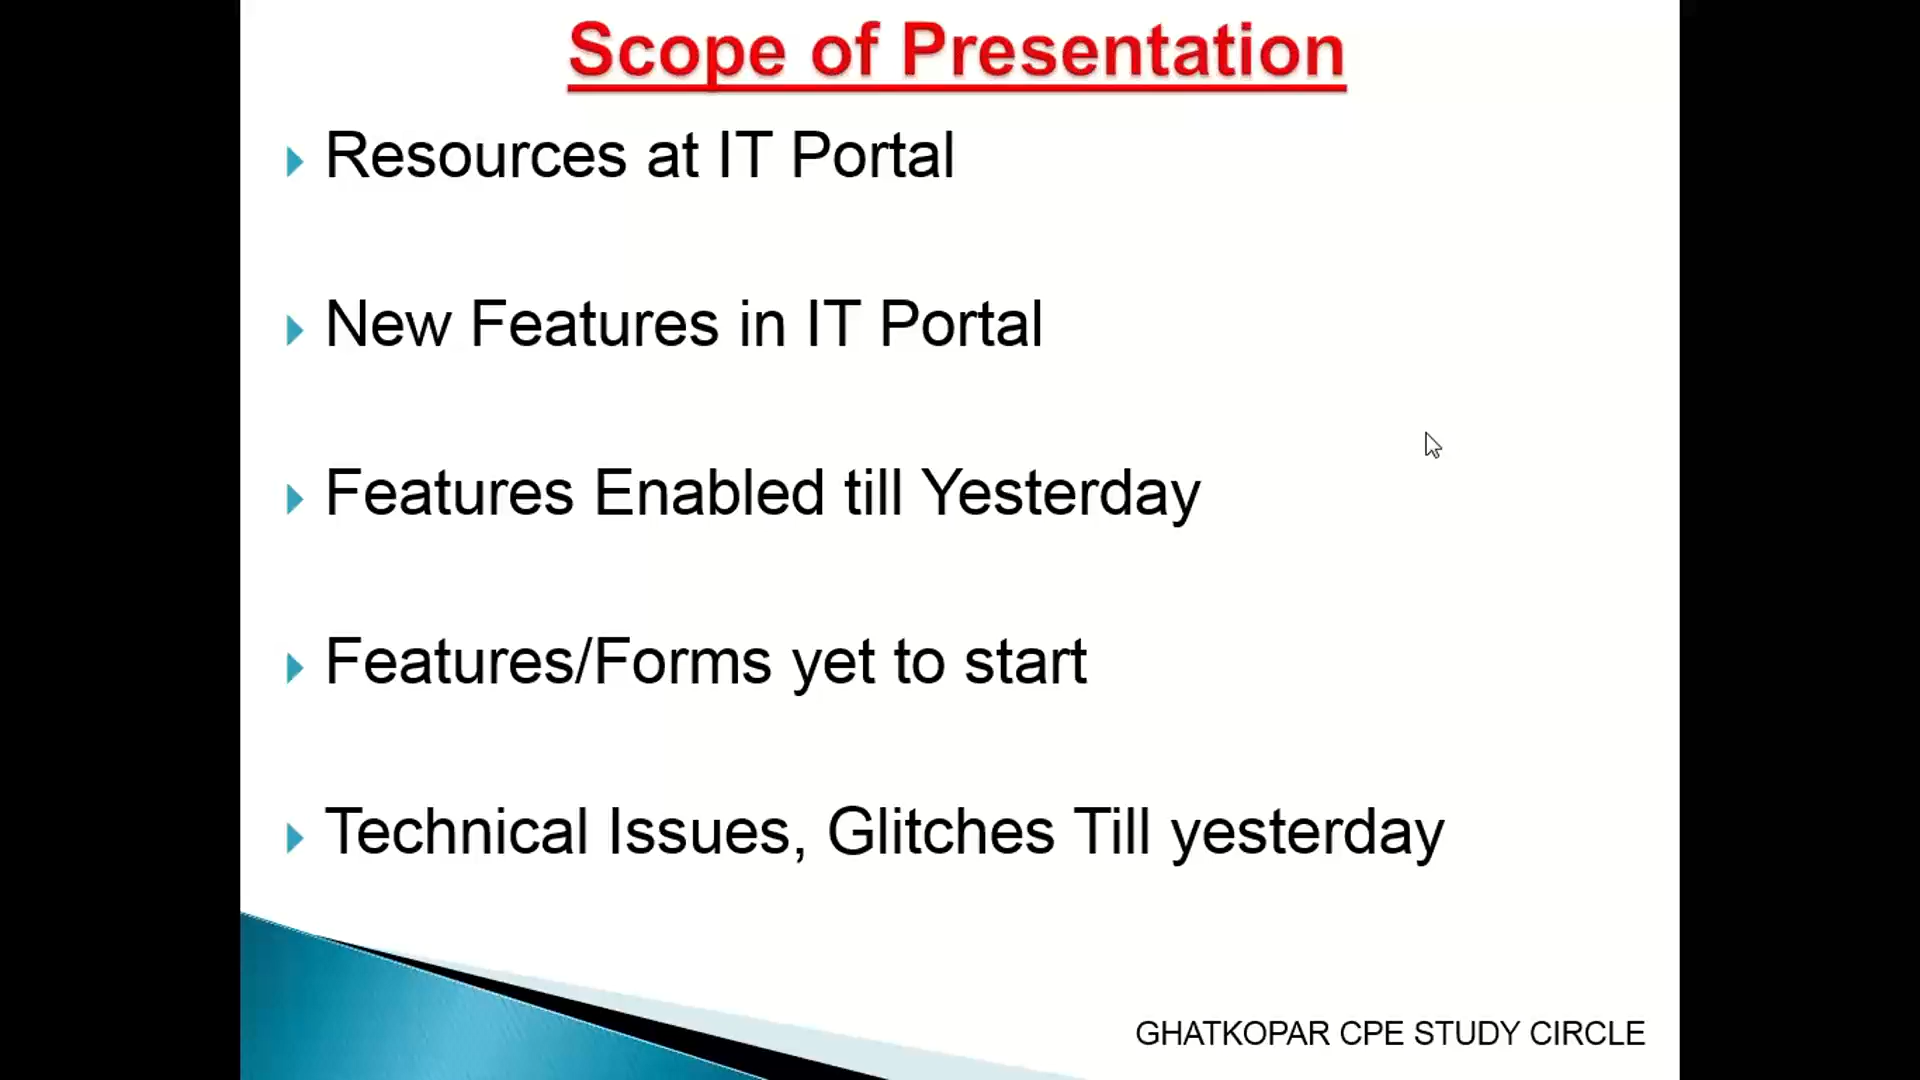 Scope of Presentation
Resources at IT Portal
New Features in IT Portal
Features Enabled till Yesterday
Features/Forms yet to start
Technical Issues, Glitches Till yesterday
GHATKOPAR CPE STUDY CIRCLE